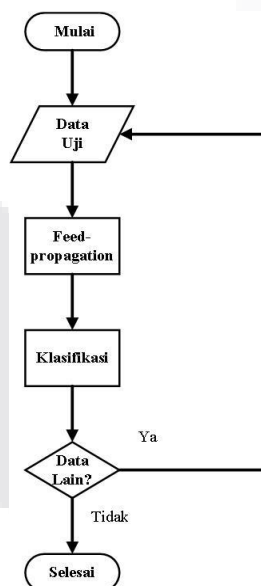 Mulai
Data
Uji
Feed-
propagation
Klasifikasi
Data
Lain?
Ya
Tidak
Selesai